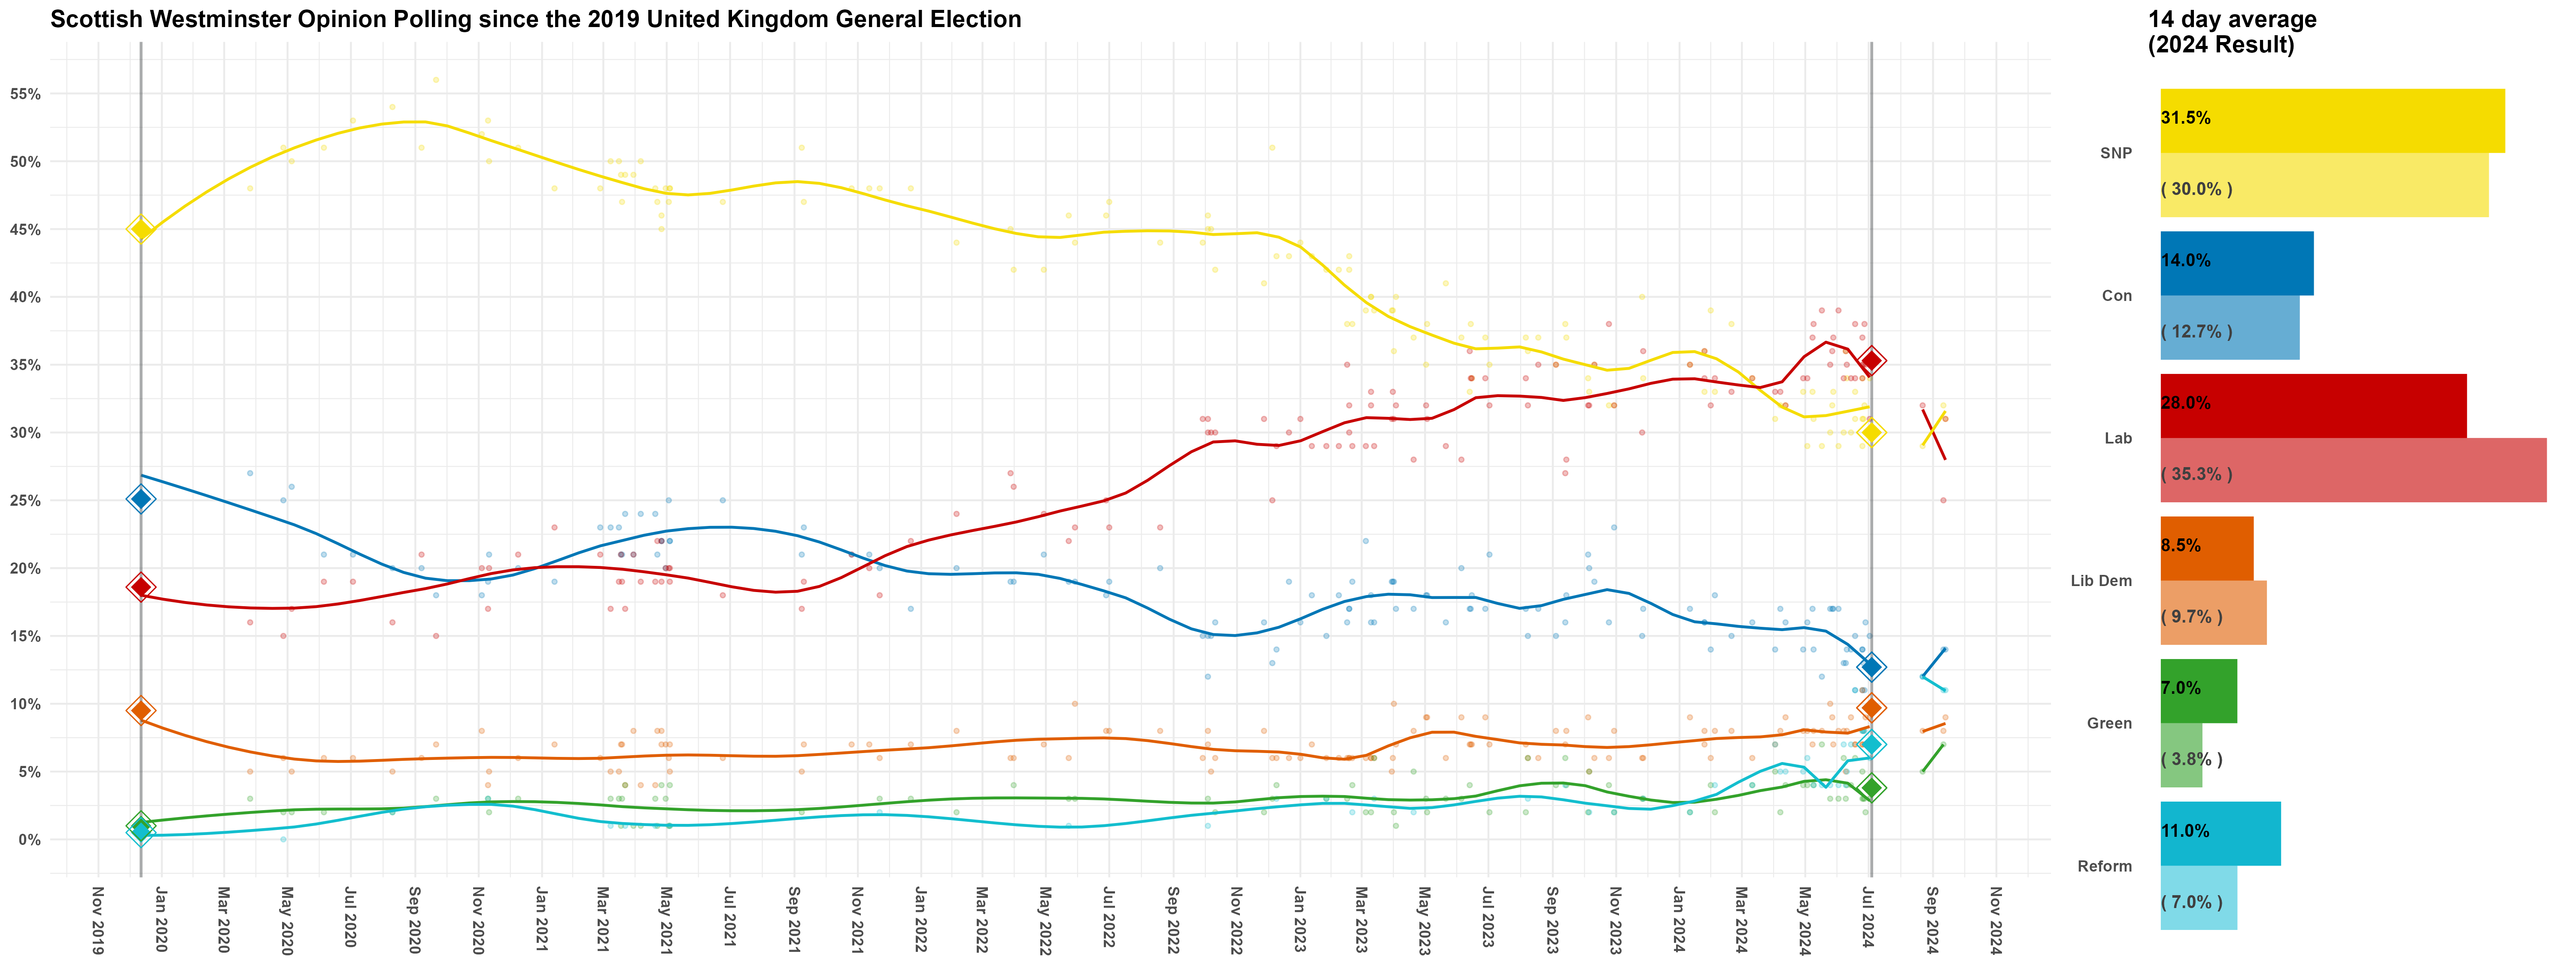 Scottish Westminster Opinion Polling since the 2019 United Kingdom General Election
55%
50%
45%
40%
35%
30%
25%
20%
15%
10%
5%
0%
Nov 2019
Jan 2020
Mar 2020
May 2020
Jul 2020
Sep 2020
Nov 2020
Jan 2021
Mar 2021
May 2021
Jul 2021
Sep 2021
Nov 2021
Jan 2022
Mar 2022
May 2022
Jul 2022
Sep 2022
Nov 2022
Jan 2023
Mar 2023
May 2023
Jul 2023
Sep 2023
Nov 2023
Jan 2024
Mar 2024
May 2024
Jul 2024
Sep 2024
Nov 2024
14 day average
(2024 Result)
SNP
31.5%
( 30.0% )
Con
14.0%
( 12.7% )
Lab
28.0%
( 35.3% )
Lib Dem
8.5%
( 9.7% )
Green
7.0%
( 3.8% )
Reform
11.0%
( 7.0% )